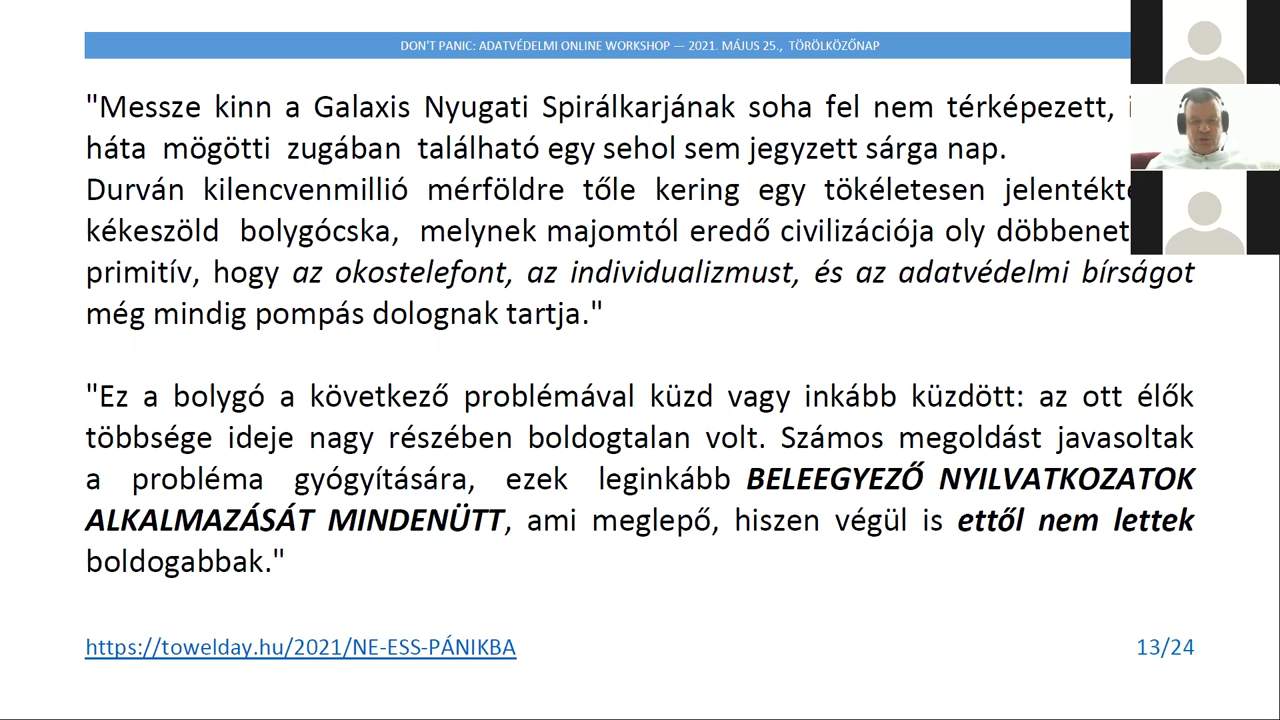 DON'T PANIC: ADATVÉDELMI ONLINE WORKSHOP — 2021. MÁJUS 25., TÖRÖLKÖZŐNAP
"Messze kinn a Galaxis Nyugati Spirálkarjának soha fel nem térképezett,
háta mögötti zugában található egy sehol sem jegyzett sárga nap.
Durván kilencvenmillió mérföldre tőle kering egy tökéletesen
kékeszöld bolygócska, melynek majomtól eredő civilizációja oly
primitív, hogy az okostelefont, az individualizmust, és az adatvédelmi bírságot
még mindig pompás dolognak tartja."
"Ez a bolygó a következő problémával küzd vagy inkább küzdött: az ott élők
többsége ideje nagy részében boldogtalan volt. Számos megoldást javasoltak
a probléma gyógyítására, ezek leginkább BELEEGYEZŐ NYILVATKOZATOK
ALKALMAZÁSÁT MINDENÜTT, ami meglepő, hiszen végül is ettől nem lettek
boldogabbak."
https://towelday.hu/2021/NE-ESS-PÁNIKBA
13/24